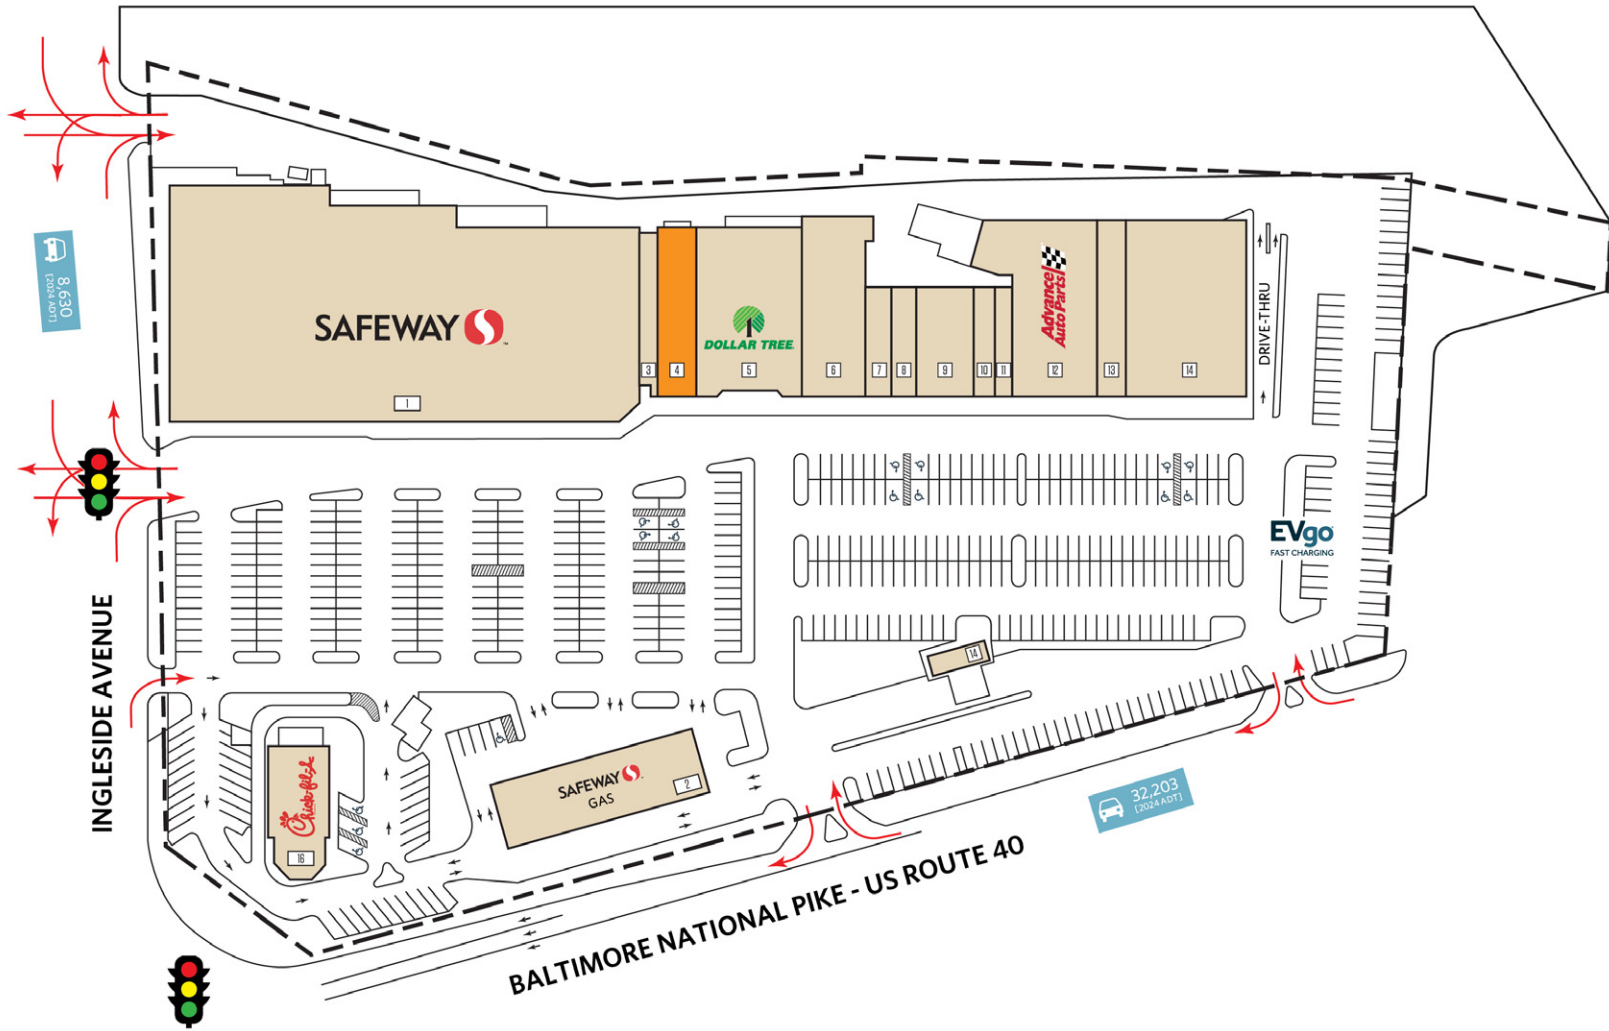 8,630
[2024 ADT]
SAFEWAY
1
3
4
DOLLAR TREE
5
6
7
8
9
10
11
Advance
Auto Parts
12
13
14
DRIVE-THRU
EVgo
FAST CHARGING
INGLESIDE AVENUE
14
Chick-fil-A
16
SAFEWAY
GAS
2
32,203
[2024 ADT]
BALTIMORE NATIONAL PIKE - US ROUTE 40